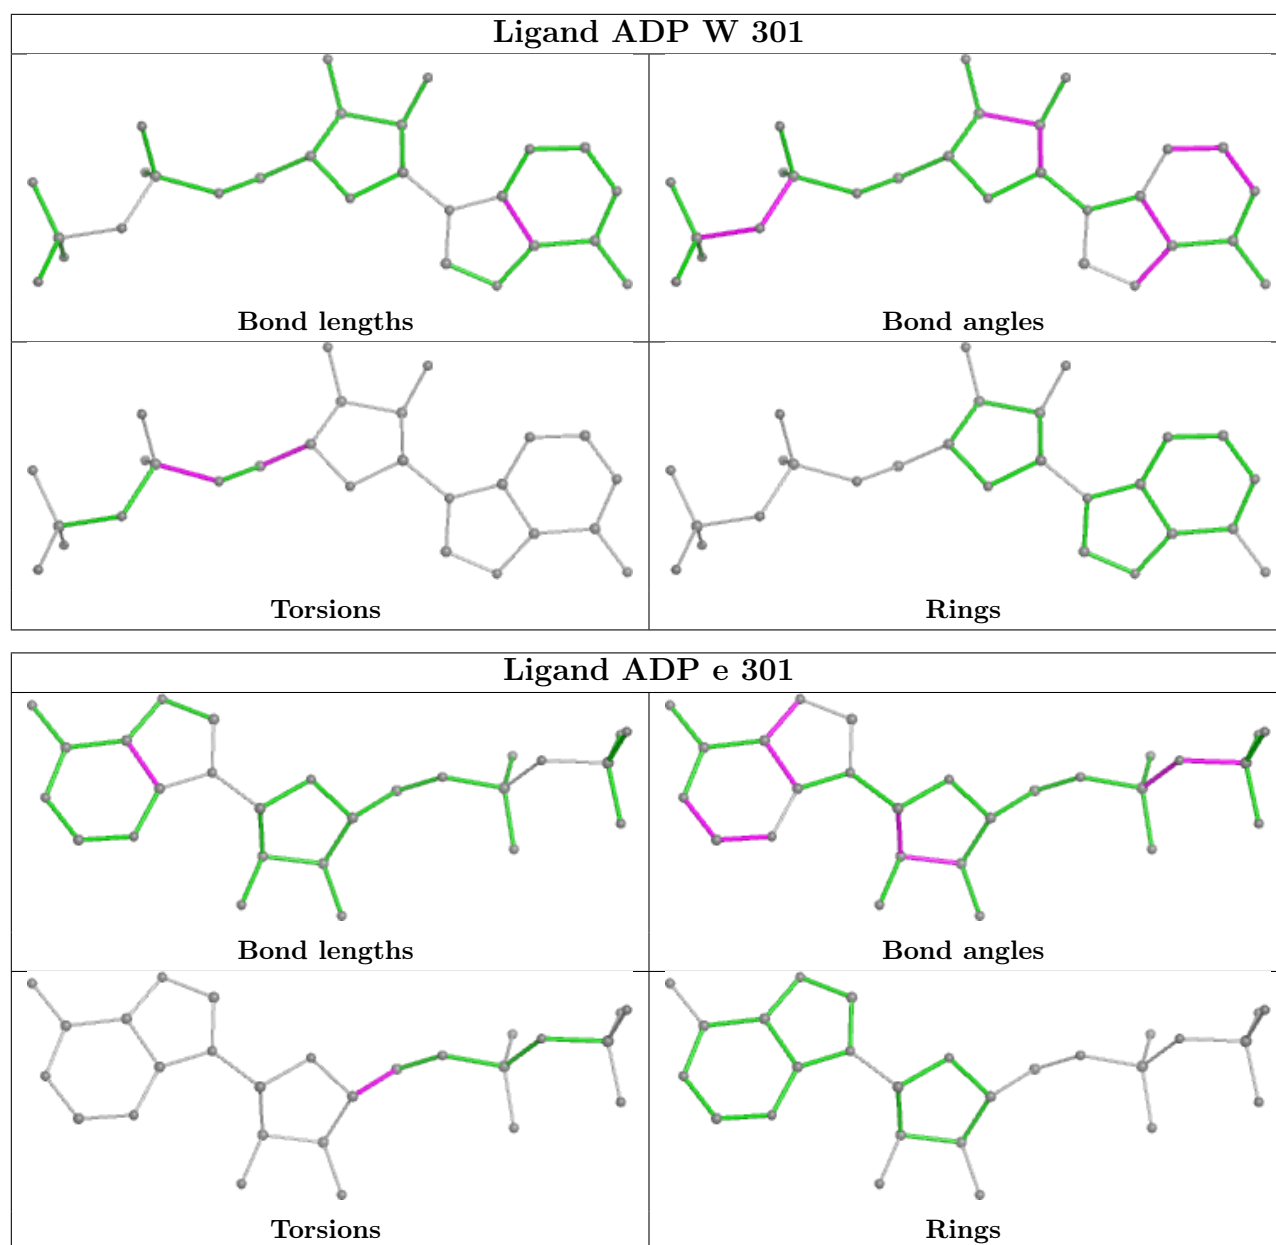 Ligand ADP W 301
Bond lengths
Bond angles
Torsions
Rings
Ligand ADP e 301
Bond lengths
Bond angles
Torsions
Rings